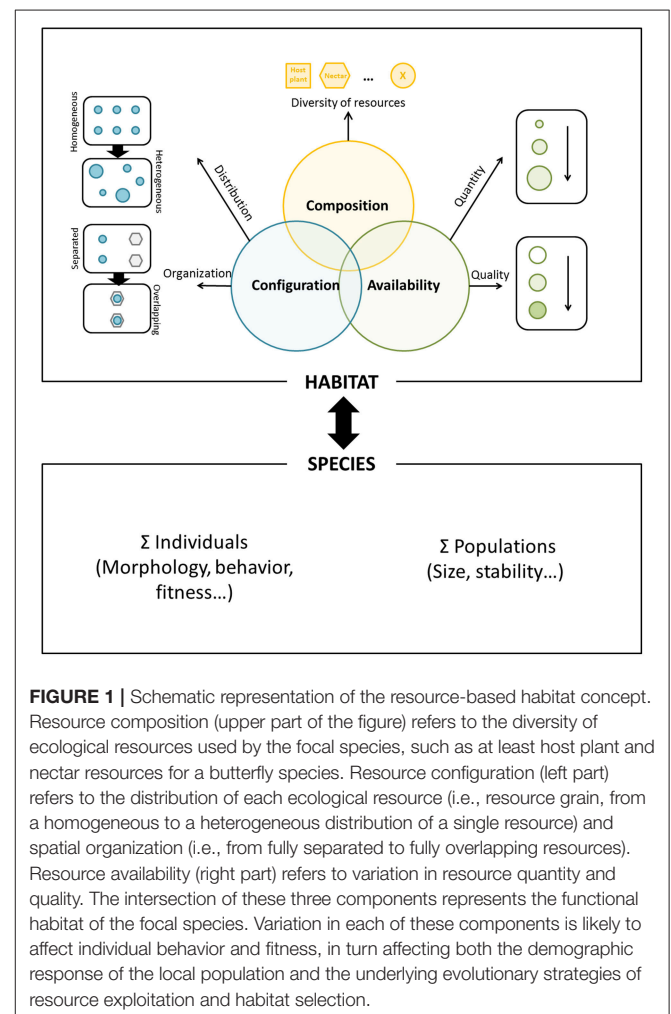 Host
plant
Nectar
...
X
Diversity of resources
Homogeneous
Heterogeneous
Distribution
Quantity
Composition
Separated
Overlapping
Organization
Configuration
Availability
Quality
HABITAT
SPECIES
Σ Individuals
(Morphology, behavior,
fitness...)
Σ Populations
(Size, stability...)
FIGURE 1 | Schematic representation of the resource-based habitat concept.
Resource composition (upper part of the figure) refers to the diversity of
ecological resources used by the focal species, such as at least host plant and
nectar resources for a butterfly species. Resource configuration (left part)
refers to the distribution of each ecological resource (i.e., resource grain, from
a homogeneous to a heterogeneous distribution of a single resource) and
spatial organization (i.e., from fully separated to fully overlapping resources).
Resource availability (right part) refers to variation in resource quantity and
quality. The intersection of these three components represents the functional
habitat of the focal species. Variation in each of these components is likely to
affect individual behavior and fitness, in turn affecting both the demographic
response of the local population and the underlying evolutionary strategies of
resource exploitation and habitat selection.